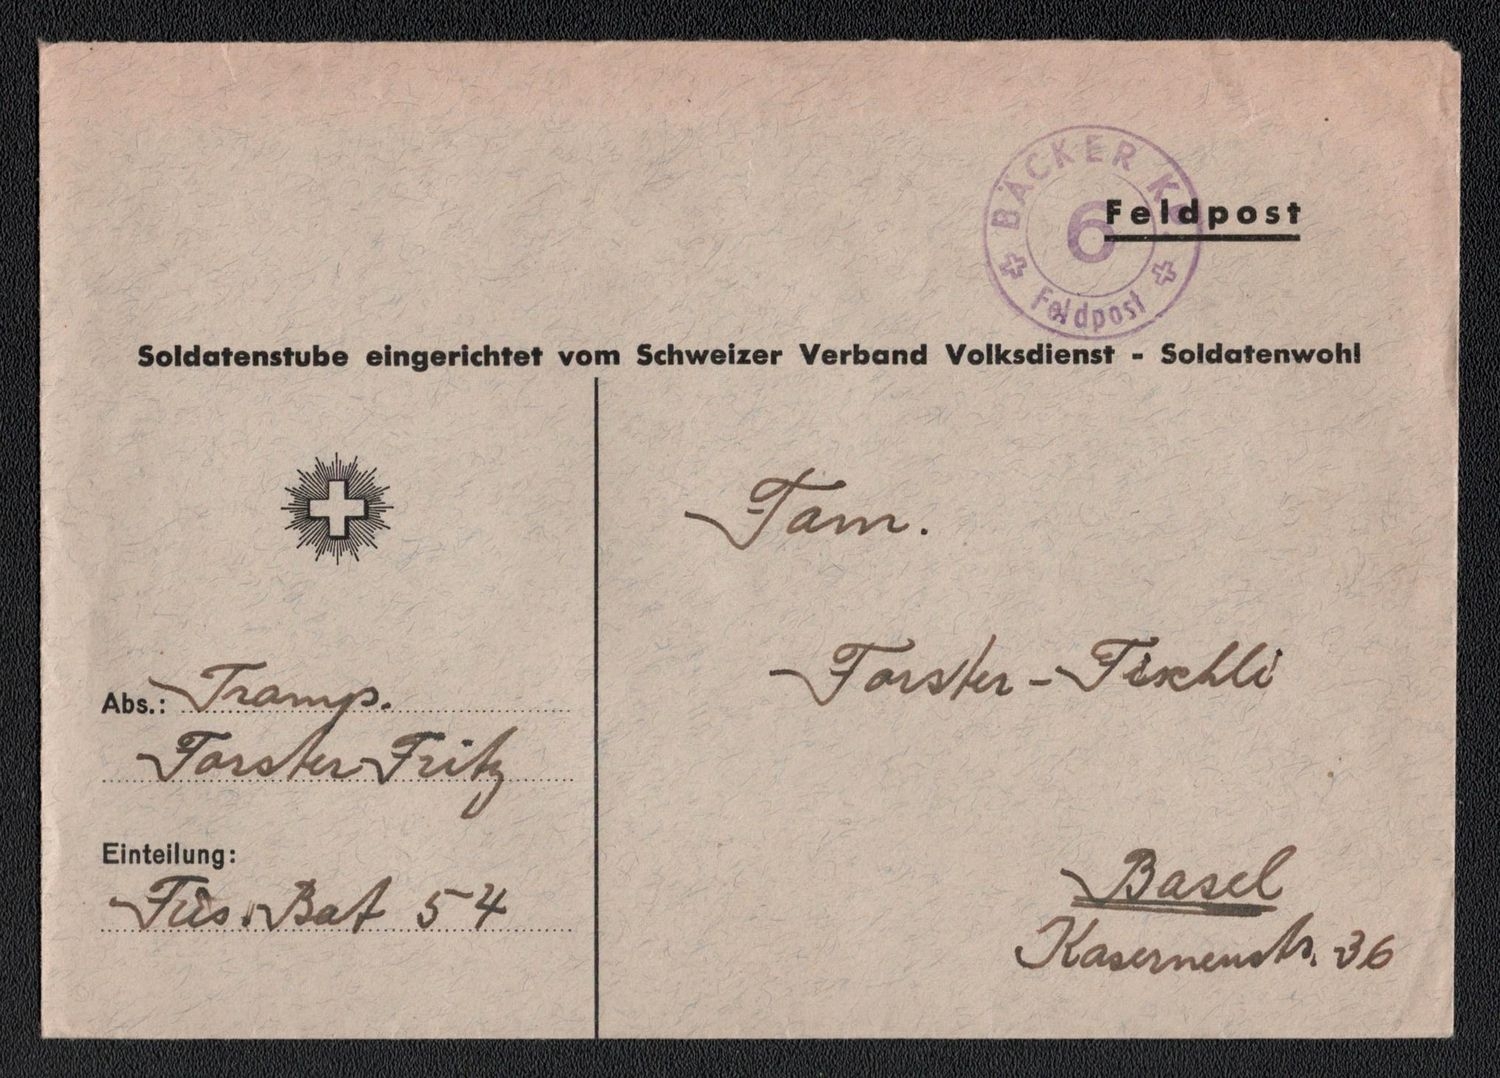 BÄCKER Kp.
6
Feldpost
Feldpost
Soldatenstube eingerichtet vom Schweizer Verband Volksdienst - Soldatenwohl
Fam.
Forster-Fischli
Basel
Kasernenstr. 36
Abs.: Tramp.
Forster Fritz
Einteilung:
Füs. Bat 54